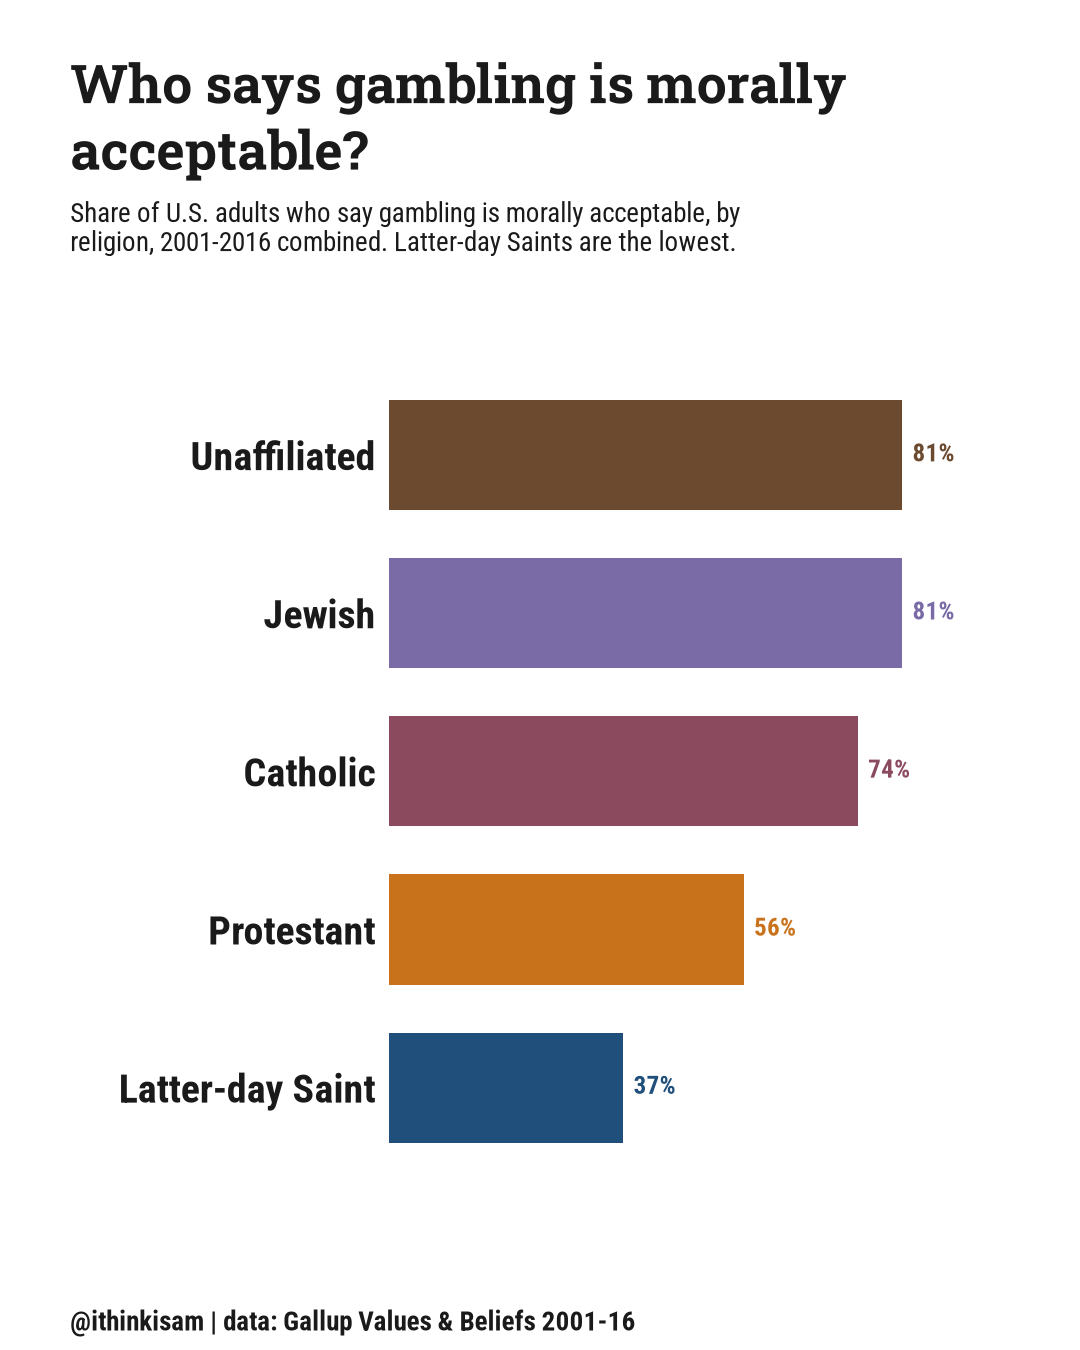 Who says gambling is morally
acceptable?
Share of U.S. adults who say gambling is morally acceptable, by
religion, 2001-2016 combined. Latter-day Saints are the lowest.
Unaffiliated
81%
Jewish
81%
Catholic
74%
Protestant
56%
Latter-day Saint
37%
@ithinkisam | data: Gallup Values & Beliefs 2001-16